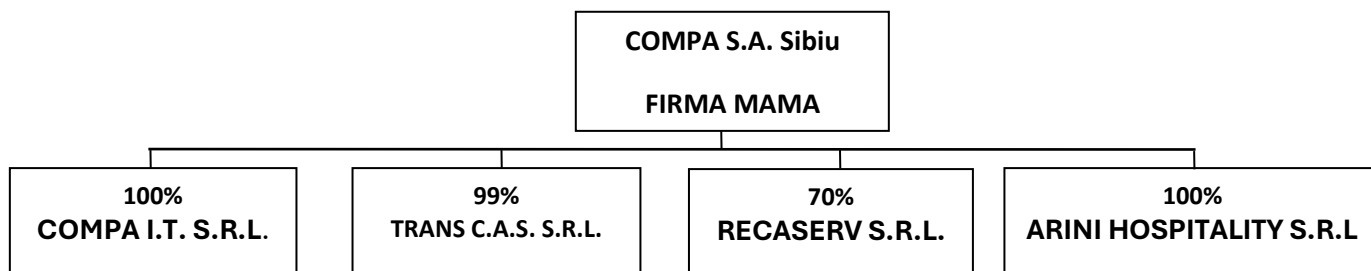 COMPA S.A. Sibiu
FIRMA MAMA
100%
COMPA I.T. S.R.L.
99%
TRANS C.A.S. S.R.L.
70%
RECASERV S.R.L.
100%
ARINI HOSPITALITY S.R.L